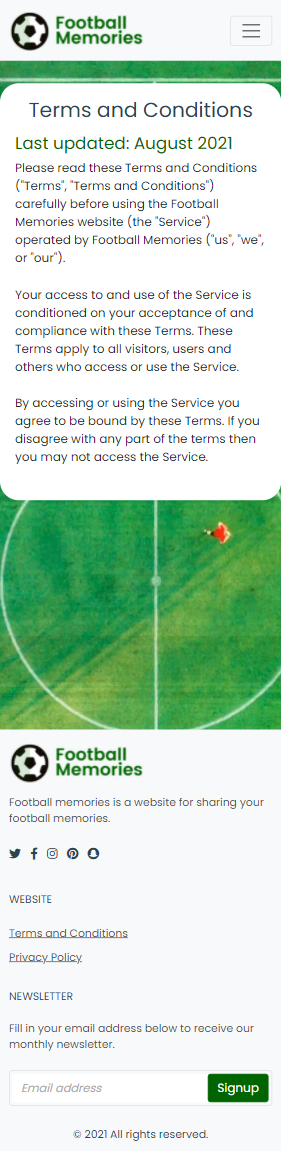 Football
Memories
Terms and Conditions
Last updated: August 2021
Please read these Terms and Conditions
("Terms", "Terms and Conditions")
carefully before using the Football
Memories website (the "Service")
operated by Football Memories ("us", "we",
or "our").
Your access to and use of the Service is
conditioned on your acceptance of and
compliance with these Terms. These
Terms apply to all visitors, users and
others who access or use the Service.
By accessing or using the Service you
agree to be bound by these Terms. If you
disagree with any part of the terms then
you may not access the Service.
Football
Memories
Football memories is a website for sharing your
football memories.
WEBSITE
Terms and Conditions
Privacy Policy
NEWSLETTER
Fill in your email address below to receive our
monthly newsletter.
Email address
Signup
© 2021 All rights reserved.